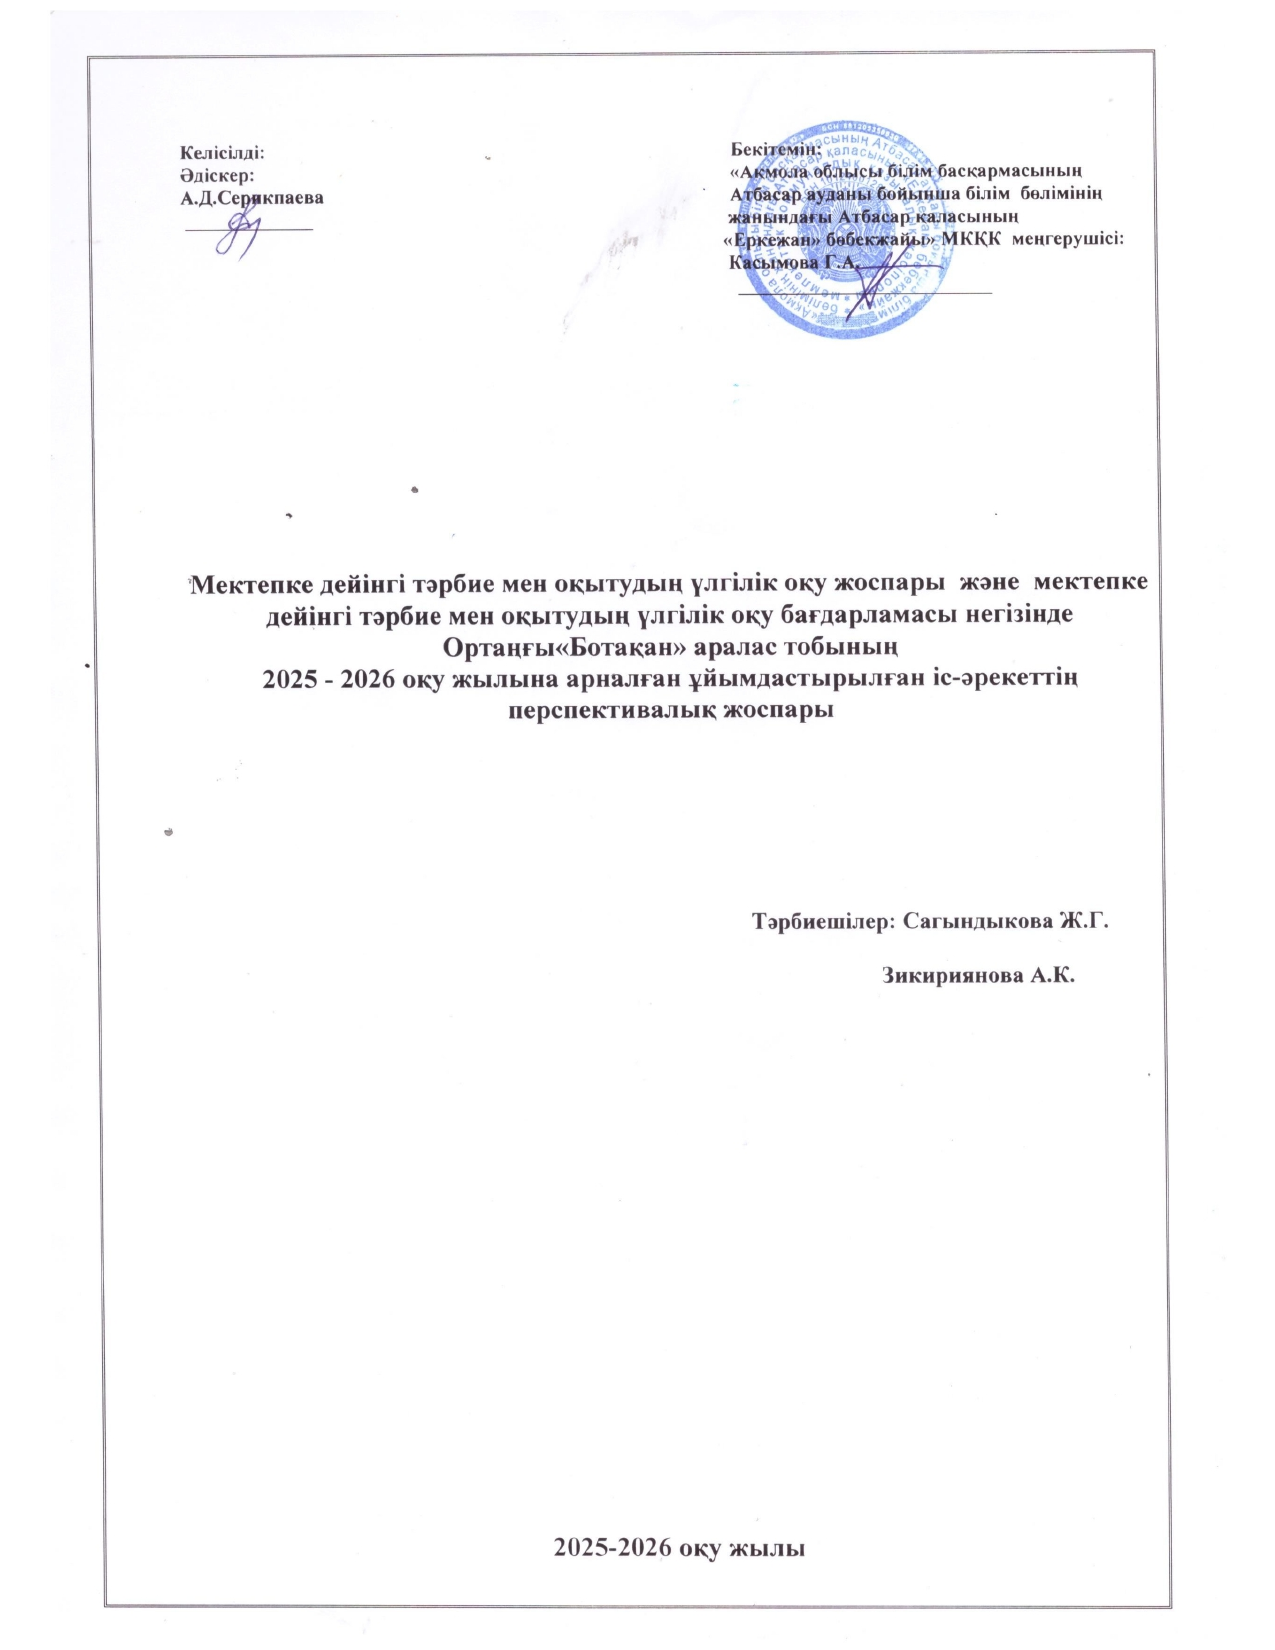 Келісілді:
Әдіскер:
А.Д.Серикпаева
Бекітемін:
«Ақмола облысы білім басқармасының
Атбасар ауданы бойынша білім бөлімінің
жанындағы Атбасар қаласының
«Еркежан» бөбекжайы» МКҚК меңгерушісі:
Касымова Г.А.
Мектепке дейінгі тәрбие мен оқытудың үлгілік оқу жоспары және мектепке
дейінгі тәрбие мен оқытудың үлгілік оқу бағдарламасы негізінде
Ортаңғы«Ботақан» аралас тобының
2025 - 2026 оқу жылына арналған ұйымдастырылған іс-әрекеттің
перспективалық жоспары
Тәрбиешілер: Сагындыкова Ж.Г.
Зикириянова А.К.
2025-2026 оқу жылы